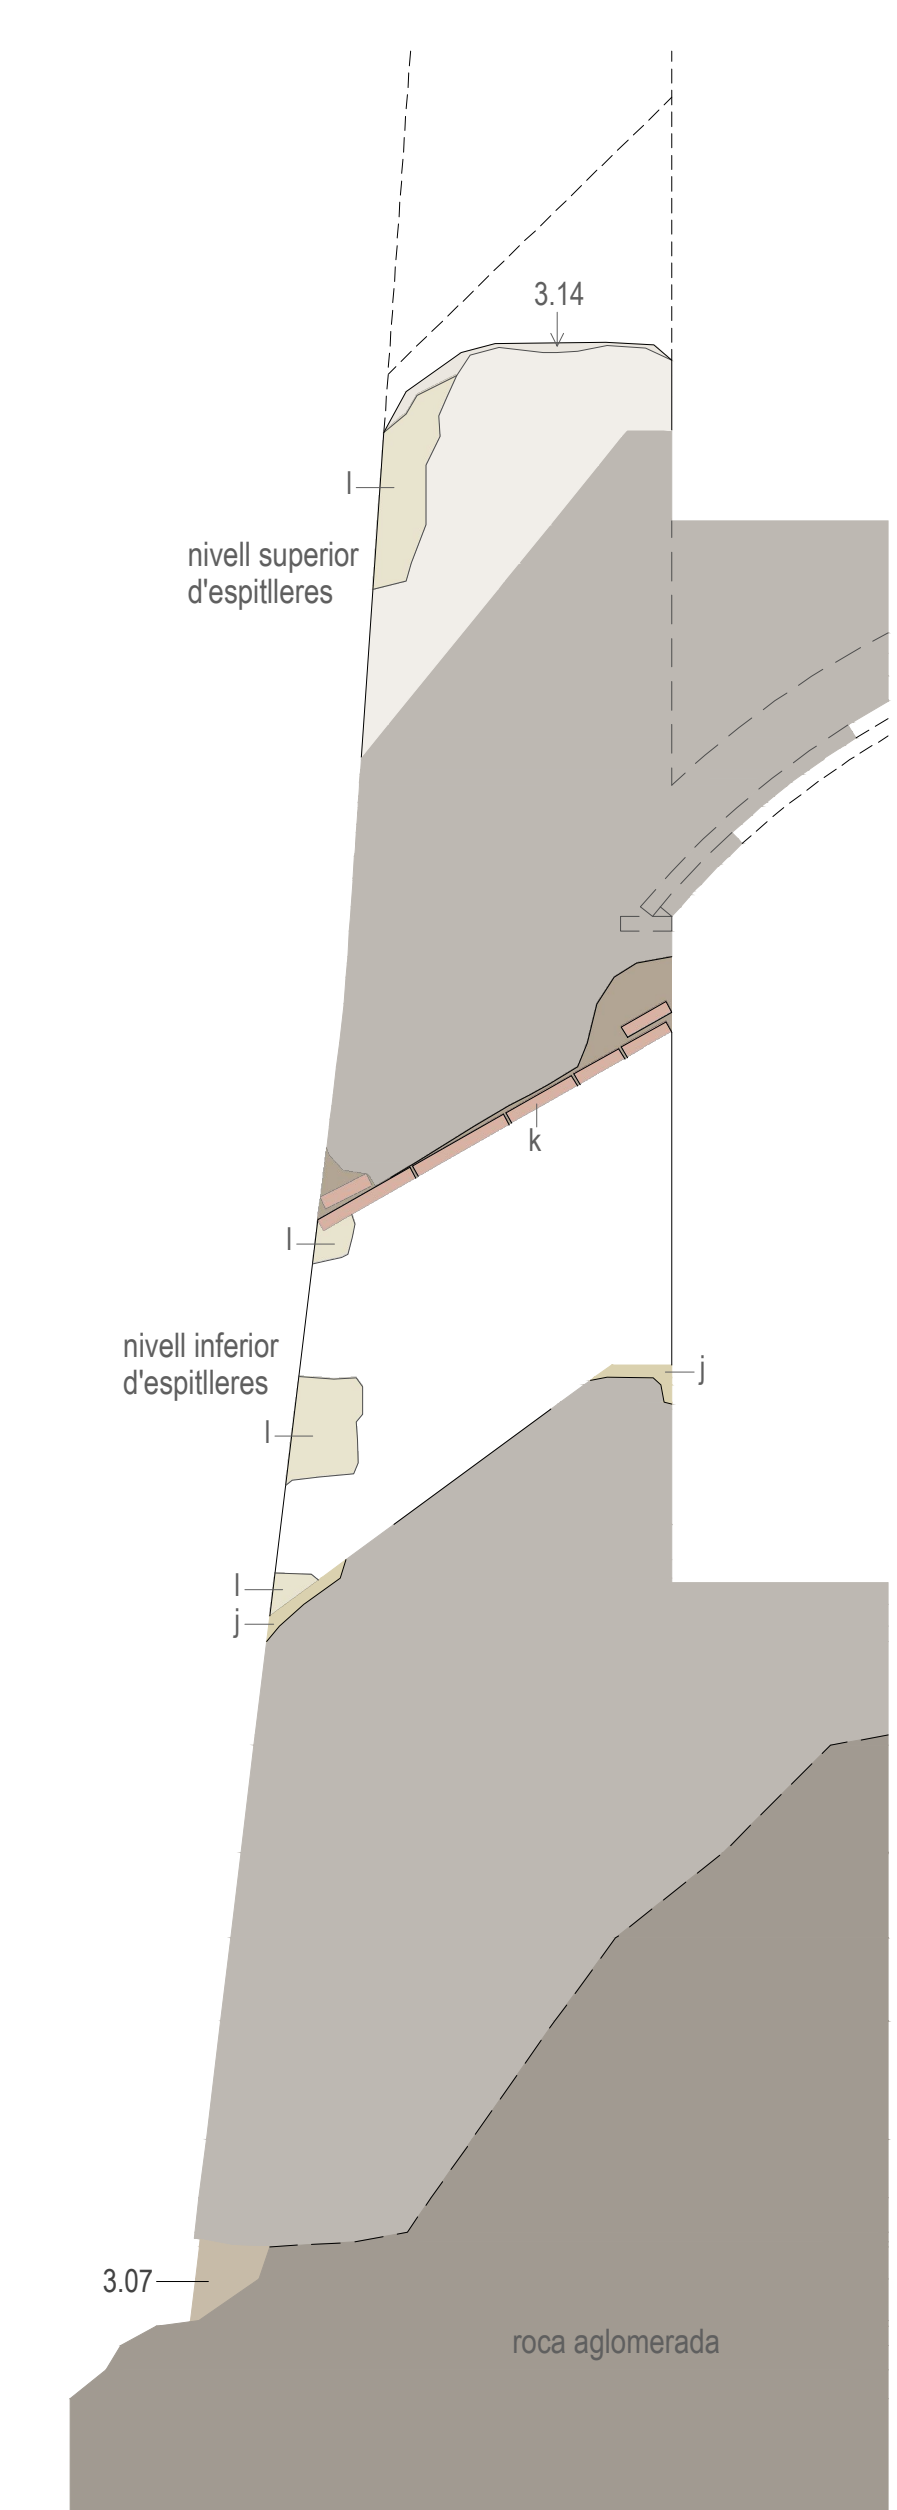 3.14
l
nivell superior
d'espitlleres
k
l
nivell inferior
d'espitlleres
j
l
l
j
3.07
roca aglomerada